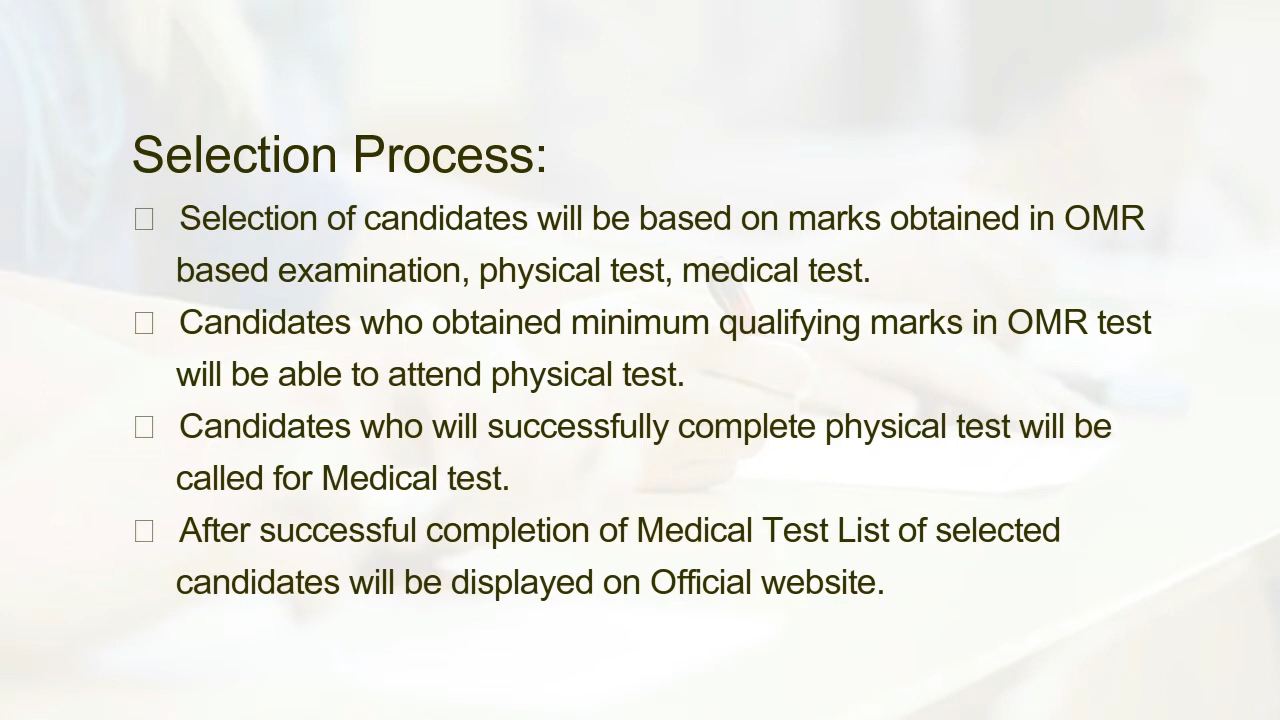 Selection Process:
□ Selection of candidates will be based on marks obtained in OMR
based examination, physical test, medical test.
□ Candidates who obtained minimum qualifying marks in OMR test
will be able to attend physical test.
□ Candidates who will successfully complete physical test will be
called for Medical test.
□ After successful completion of Medical Test List of selected
candidates will be displayed on Official website.